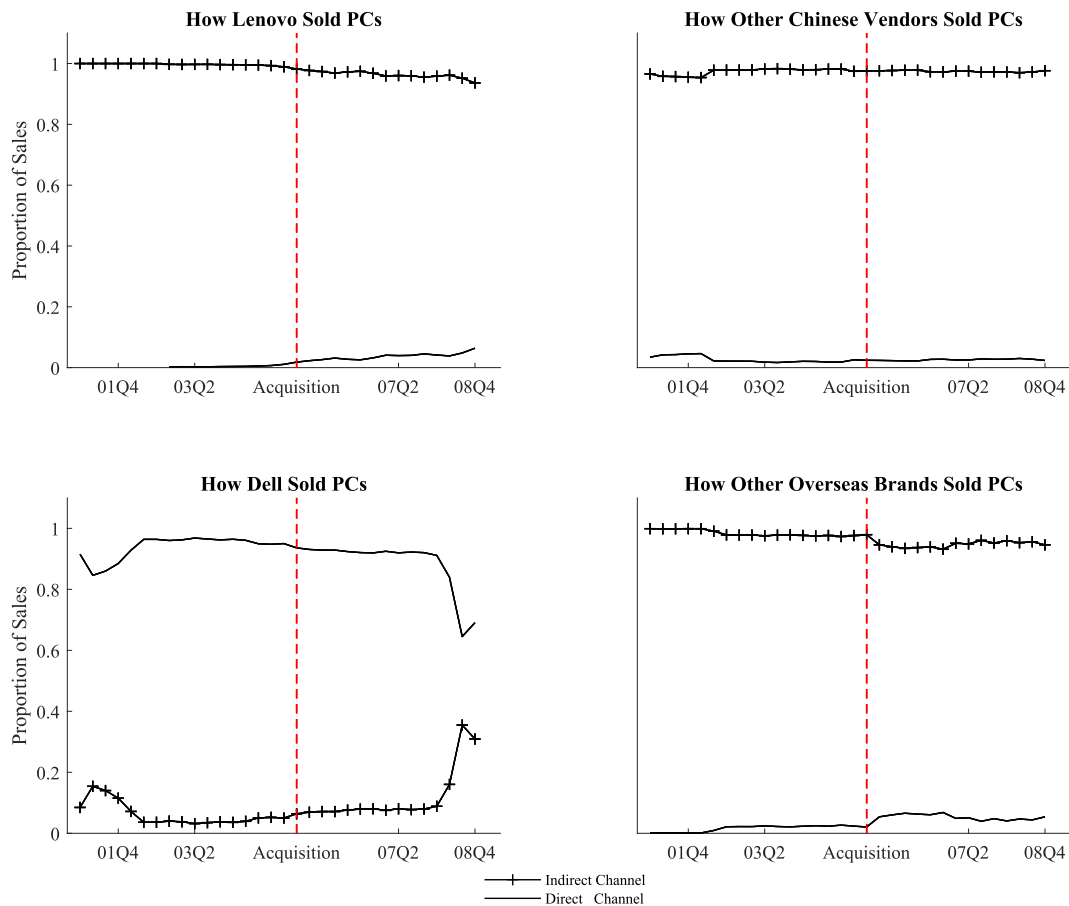 How Lenovo Sold PCs
How Other Chinese Vendors Sold PCs
Proportion of Sales
1
0.8
0.6
0.4
0.2
0
01Q4 03Q2 Acquisition 07Q2 08Q4
01Q4 03Q2 Acquisition 07Q2 08Q4
How Dell Sold PCs
How Other Overseas Brands Sold PCs
Proportion of Sales
1
0.8
0.6
0.4
0.2
0
01Q4 03Q2 Acquisition 07Q2 08Q4
01Q4 03Q2 Acquisition 07Q2 08Q4
Indirect Channel
Direct Channel